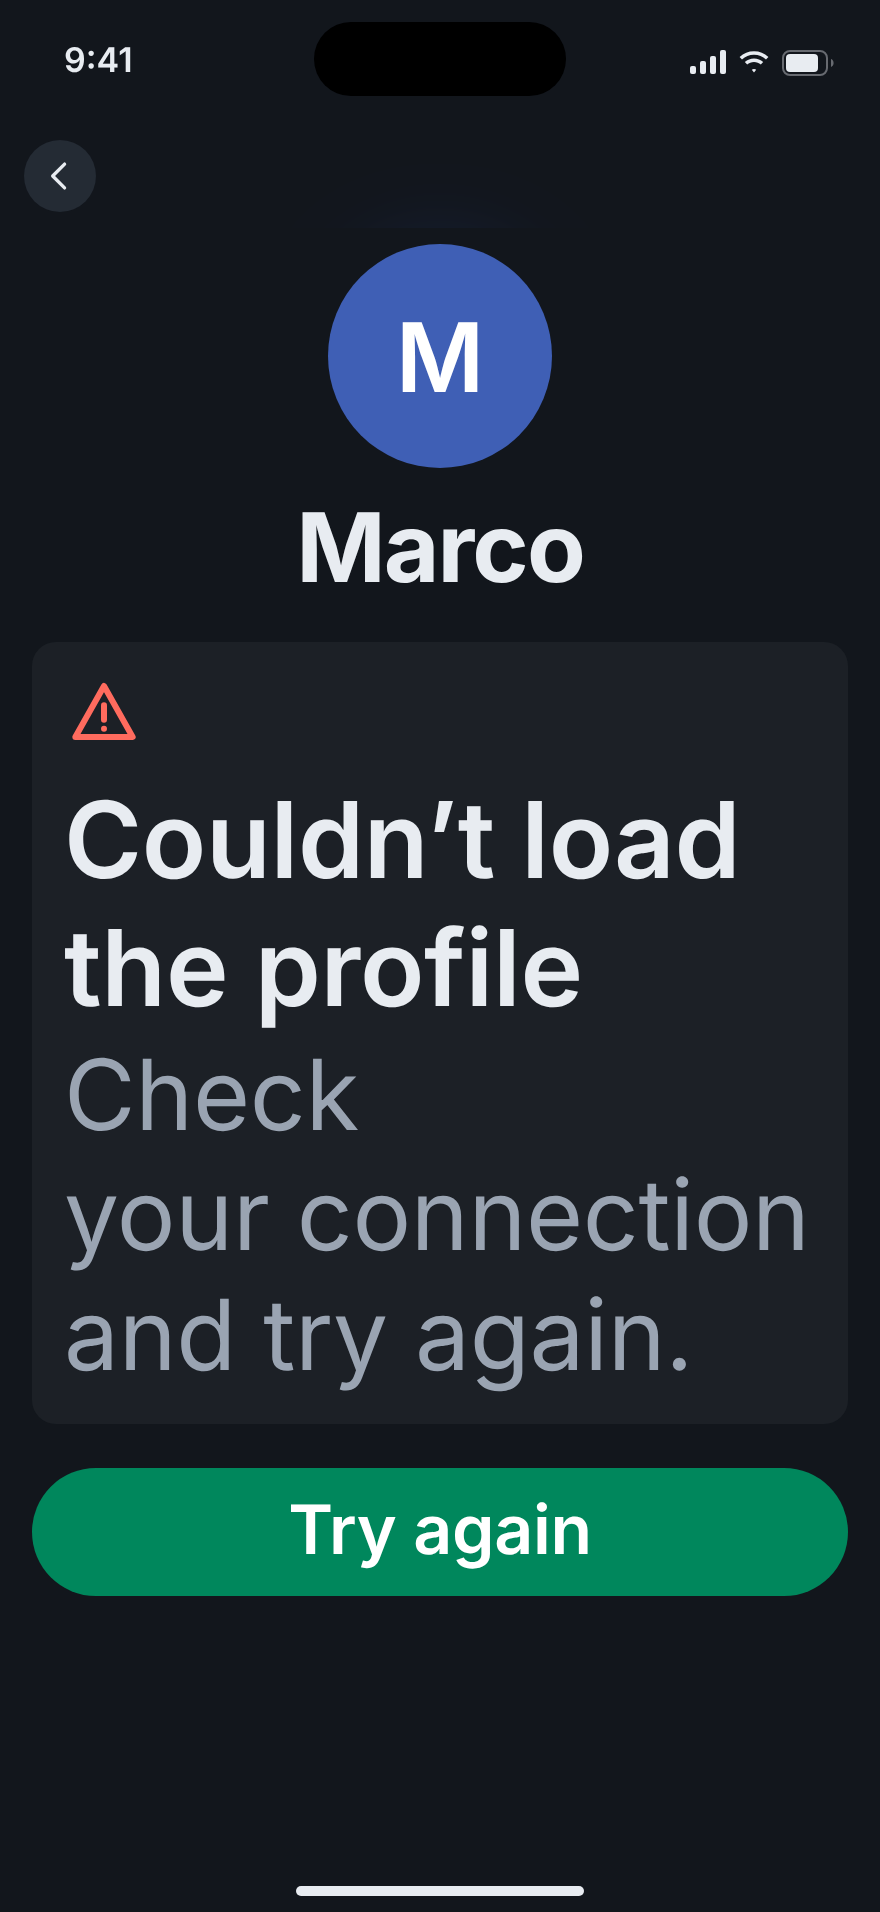 9:41
M
Marco
Couldn’t load
the profile
Check
your connection
and try again.
Try again